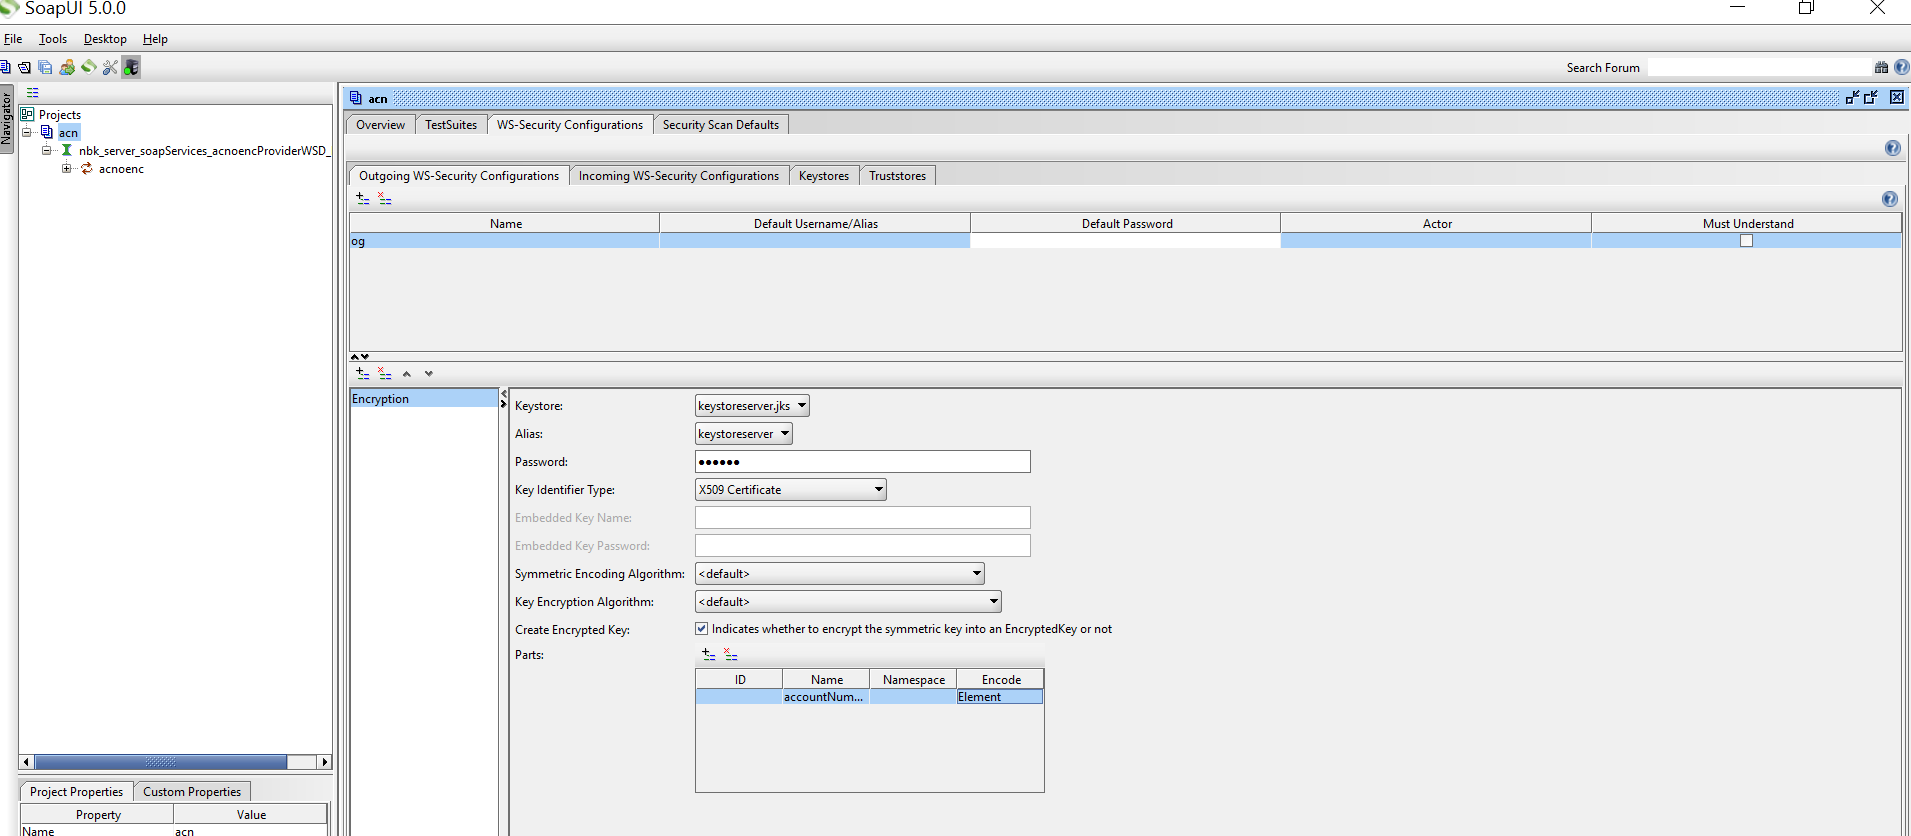 SoapUI 5.0.0
File Tools Desktop Help
Search Forum
Navigator
Projects
acn
nbk_server_soapServices_acnoencProviderWSD_
acnoenc
acn
Overview TestSuites WS-Security Configurations Security Scan Defaults
Outgoing WS-Security Configurations Incoming WS-Security Configurations Keystores Truststores
Name Default Username/Alias Default Password Actor Must Understand
og
Encryption
Keystore: keystoreserver.jks
Alias: keystoreserver
Password: ●●●●●●
Key Identifier Type: X509 Certificate
Embedded Key Name:
Embedded Key Password:
Symmetric Encoding Algorithm: <default>
Key Encryption Algorithm: <default>
Create Encrypted Key: Indicates whether to encrypt the symmetric key into an EncryptedKey or not
Parts:
ID Name Namespace Encode
accountNum... Element
Project Properties Custom Properties
Property Value
Name acn